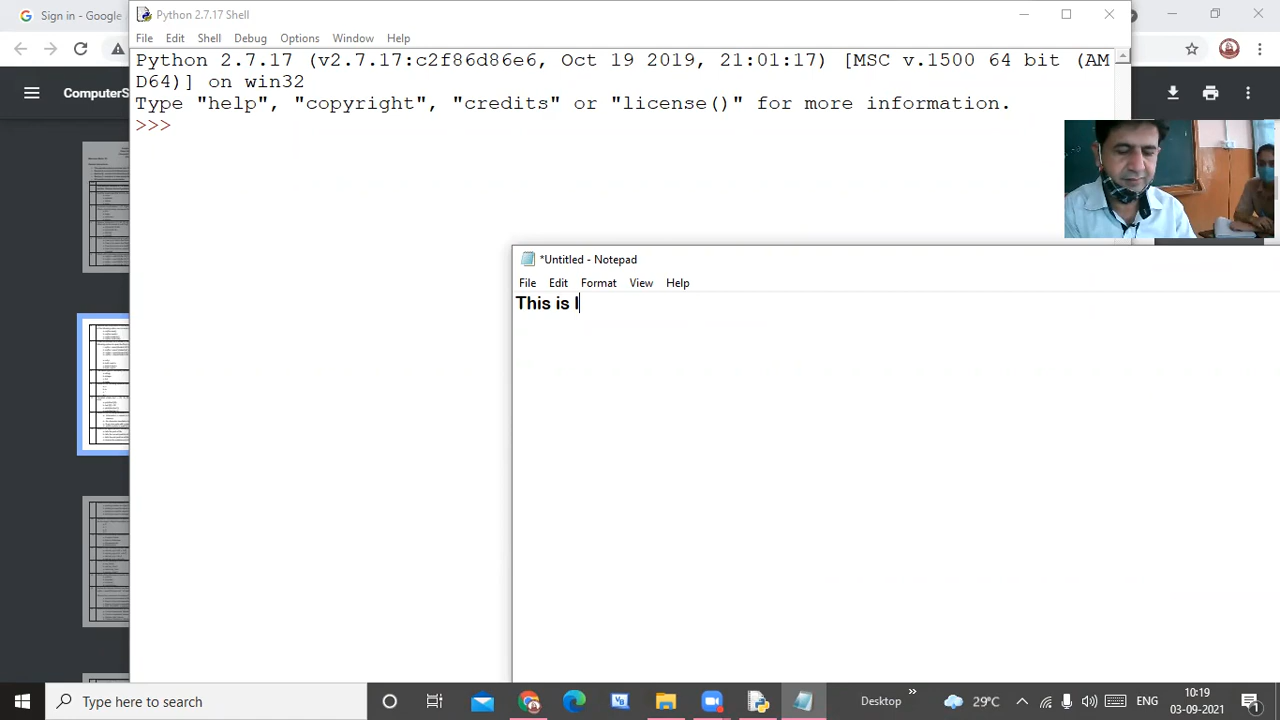 Sign in - Google
Python 2.7.17 Shell
File Edit Shell Debug Options Window Help
Python 2.7.17 (v2.7.17:c2f86d86e6, Oct 19 2019, 21:01:17) [MSC v.1500 64 bit (AM
D64)] on win32
Type "help", "copyright", "credits" or "license()" for more information.
>>>
ComputerS
*Untitled - Notepad
File Edit Format View Help
This is l
Type here to search
Desktop
29°C
ENG
10:19
03-09-2021